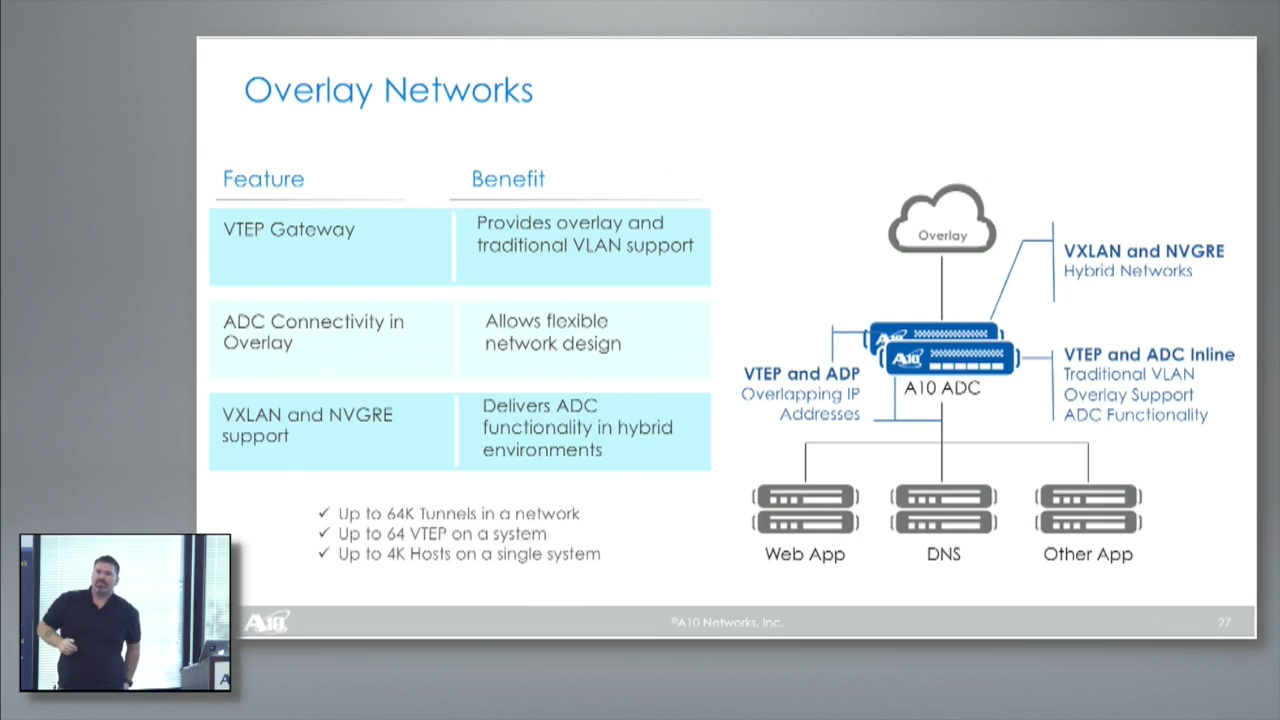 Overlay Networks
Feature
Benefit
VTEP Gateway
Provides overlay and
traditional VLAN support
ADC Connectivity in
Overlay
Allows flexible
network design
VXLAN and NVGRE
support
Delivers ADC
functionality in hybrid
environments
✓ Up to 64K Tunnels in a network
✓ Up to 64 VTEP on a system
✓ Up to 4K Hosts on a single system
Overlay
VXLAN and NVGRE
Hybrid Networks
A10
A10
A10 ADC
VTEP and ADP
Overlapping IP
Addresses
VTEP and ADC Inline
Traditional VLAN
Overlay Support
ADC Functionality
Web App
DNS
Other App
A10
©A10 Networks, Inc.
27